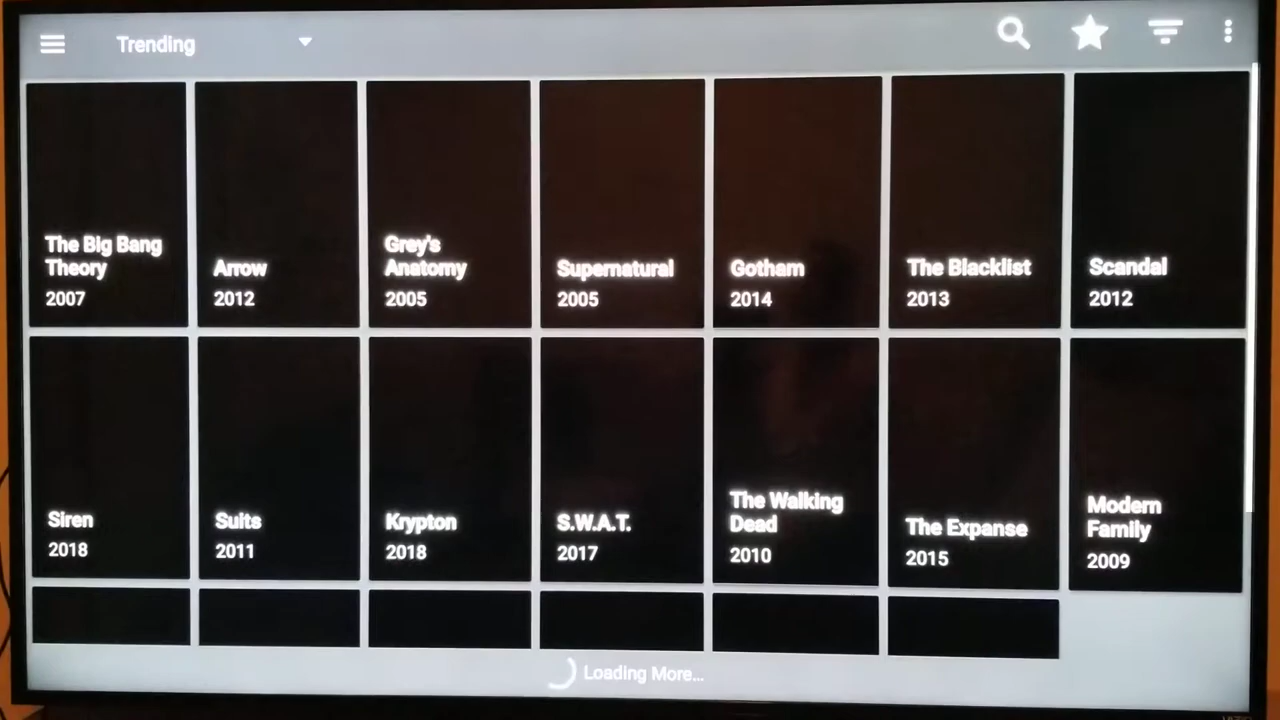 Trending
The Big Bang
Theory
2007
Arrow
2012
Grey's
Anatomy
2005
Supernatural
2005
Gotham
2014
The Blacklist
2013
Scandal
2012
Siren
2018
Suits
2011
Krypton
2018
S.W.A.T.
2017
The Walking
Dead
2010
The Expanse
2015
Modern
Family
2009
Loading More...